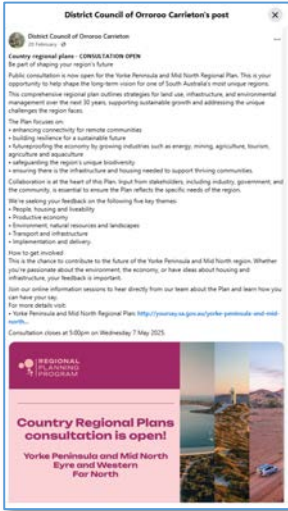 District Council of Orroroo Carrieton's post
District Council of Orroroo Carrieton
20 February
Country regional plans - CONSULTATION OPEN
Be part of shaping your region's future
Public consultation is now open for the Yorke Peninsula and Mid North Regional Plan. This is your
opportunity to help shape the long-term vision for one of South Australia's most unique regions.
This comprehensive regional plan outlines strategies for land use, infrastructure, and environmental
management over the next 30 years, supporting sustainable growth and addressing the unique
challenges the region faces.
The Plan focuses on:
• enhancing connectivity for remote communities
• building resilience for a sustainable future
• futureproofing the economy by growing industries such as energy, mining, agriculture, tourism,
agriculture and aquaculture
• safeguarding the region's unique biodiversity
• ensuring there is the infrastructure and housing needed to support thriving communities.
Collaboration is at the heart of this Plan. Input from stakeholders, including industry, government, and
the community, is essential to ensure the Plan reflects the specific needs of the region.
We're seeking your feedback on the following five key themes:
• People, housing and liveability
• Productive economy
• Environment, natural resources and landscapes
• Transport and infrastructure
• Implementation and delivery.
How to get involved
This is the chance to contribute to the future of the Yorke Peninsula and Mid North region. Whether
you're passionate about the environment, the economy, or have ideas about housing and
infrastructure, your feedback is important.
Join our online information sessions to hear directly from our team about the Plan and learn how you
can have your say.
For more details visit:
• Yorke Peninsula and Mid North Regional Plan: http://yoursay.sa.gov.au/yorke-peninsula-and-mid-
north...
Consultation closes at 5:00pm on Wednesday 7 May 2025.
REGIONAL
PLANNING
PROGRAM
Country Regional Plans
consultation is open!
Yorke Peninsula and Mid North
Eyre and Western
Far North